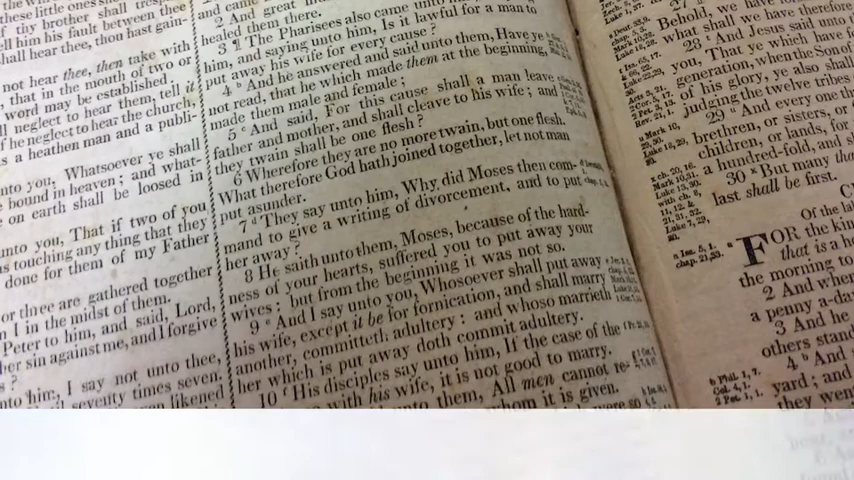 these little ones
of thy brother shall tresp
tell him his fault between thee
shall hear thee, thou hast gain-
not hear thee, then take with
, that in the mouth of two or
word may be established.
ll neglect to hear them, tell it
f he neglect to hear the church,
s a heathen man and a publi-
nto you, Whatsoever ye shall
bound in heaven; and what-
on earth shall be loosed in
unto you, That if two of you
as touching any thing that they
done for them of my Father
or three are gathered together
n I in the midst of them.
Peter to him, and said, Lord,
her sin against me, and I forgive
s ?
nto him, I say not unto thee,
til seventy times seven.
likened
and came
2 And great
healed them there.
3 ¶ The Pharisees also came unto
him, and saying unto him, Is it lawful for a man
put away his wife for every cause ?
4 And he answered and said unto them, Have ye
not read, that he which made them at the beginning,
made them male and female ;
5 And said, For this cause shall a man leave
father and mother, and shall cleave to his wife ; and
they twain shall be one flesh ?
6 Wherefore they are no more twain, but one flesh.
What therefore God hath joined together, let not man
put asunder.
7 They say unto him, Why did Moses then com-
mand to give a writing of divorcement, and to put
her away ?
8 He saith unto them, Moses, because of the hard-
ness of your hearts, suffered you to put away your
wives : but from the beginning it was not so.
9 And I say unto you, Whosoever shall put away
his wife, except it be for fornication, and shall marry
another, committeth adultery : and whoso marrieth
her which is put away doth commit adultery.
10 His disciples say unto him, If the case of the
with his wife, it is not good to marry.
unto them, All men cannot re-
whom it is given.
were so
Behold, we have
what shall we have therefore
28 And Jesus said unto
you, That ye which have
generation, when the Son of
of his glory, ye also shall
judging the twelve tribes
29 And every one th
brethren, or sisters, or
children, or lands, for
a hundred-fold, and sh
30 But many tha
last shall be first.
Of the la
FOR the kin
that is a ho
the morning to
2 And when
a penny a-da
3 And he
others stand
4 And
yard ; and
they went